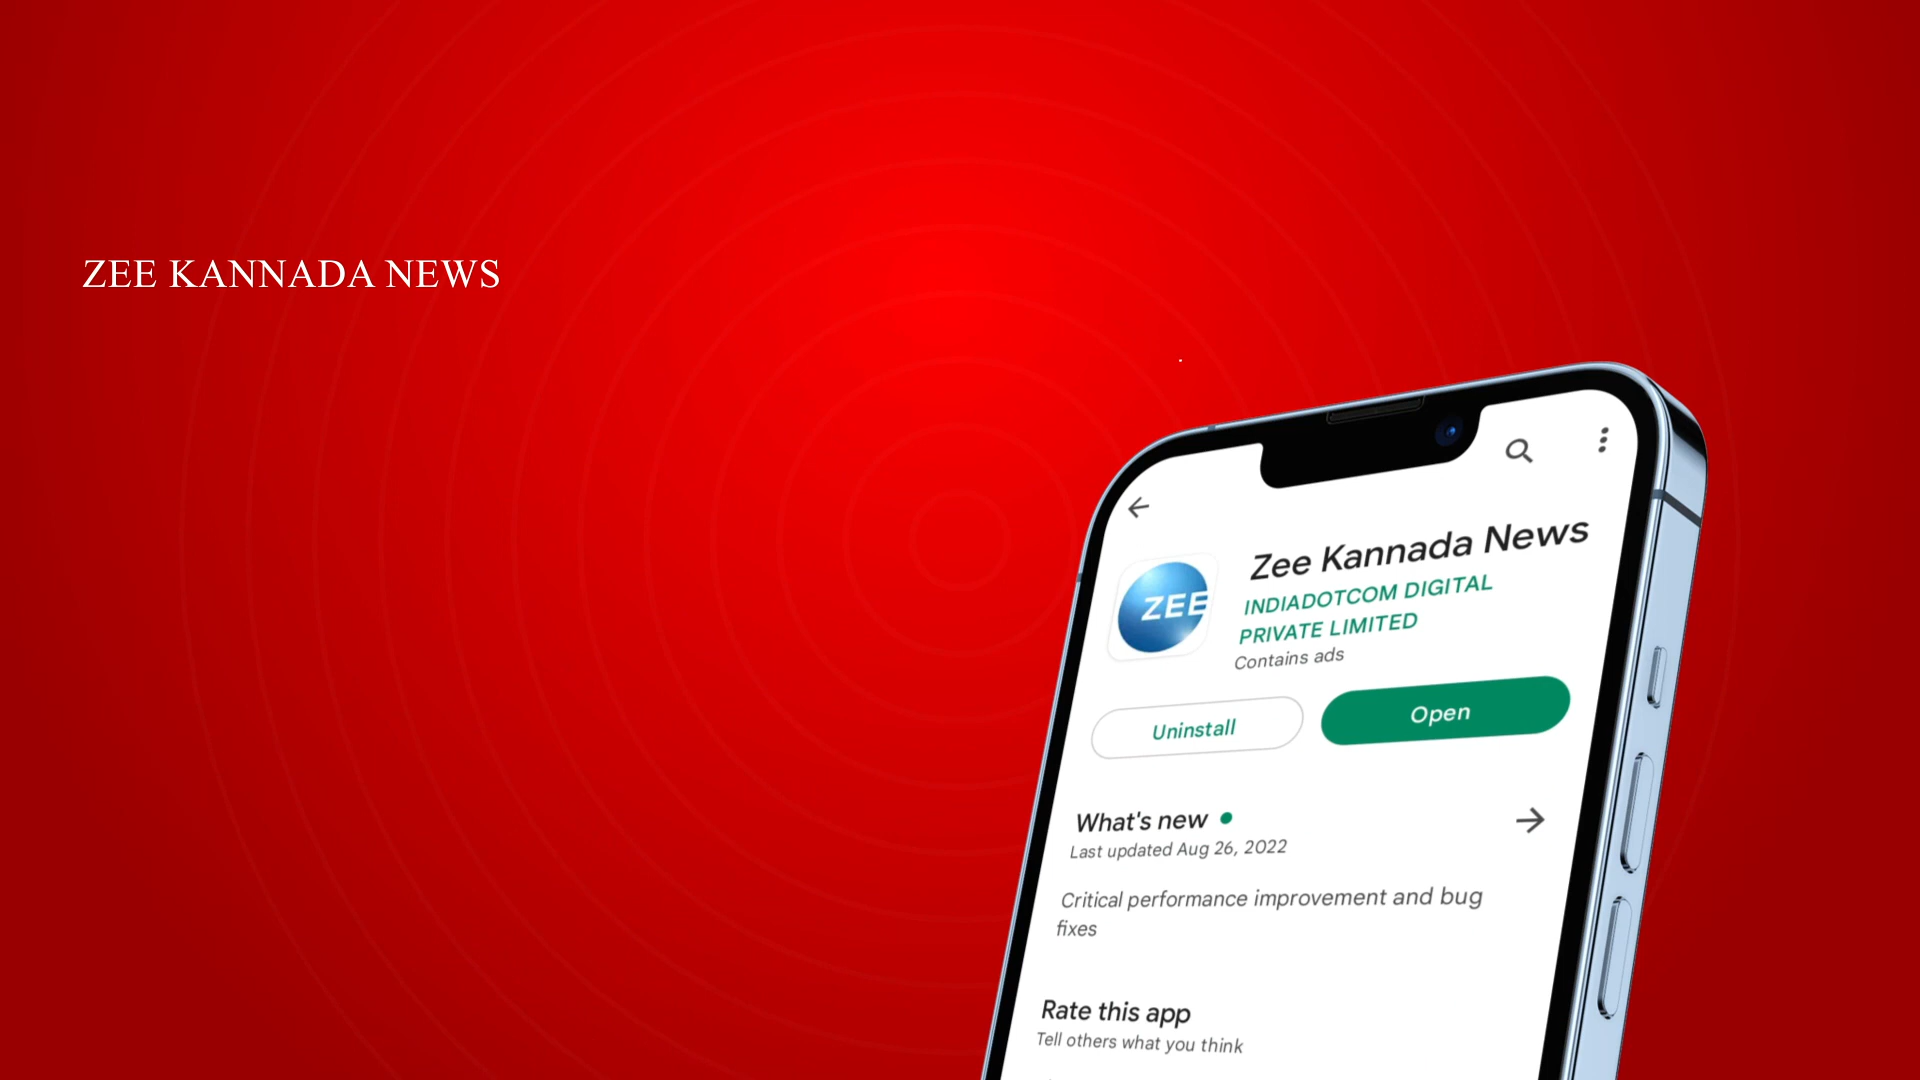 ZEE KANNADA NEWS
Zee Kannada News
ZEE
INDIADOTCOM DIGITAL
PRIVATE LIMITED
Contains ads
Uninstall
Open
What's new
Last updated Aug 26, 2022
Critical performance improvement and bug
fixes
Rate this app
Tell others what you think